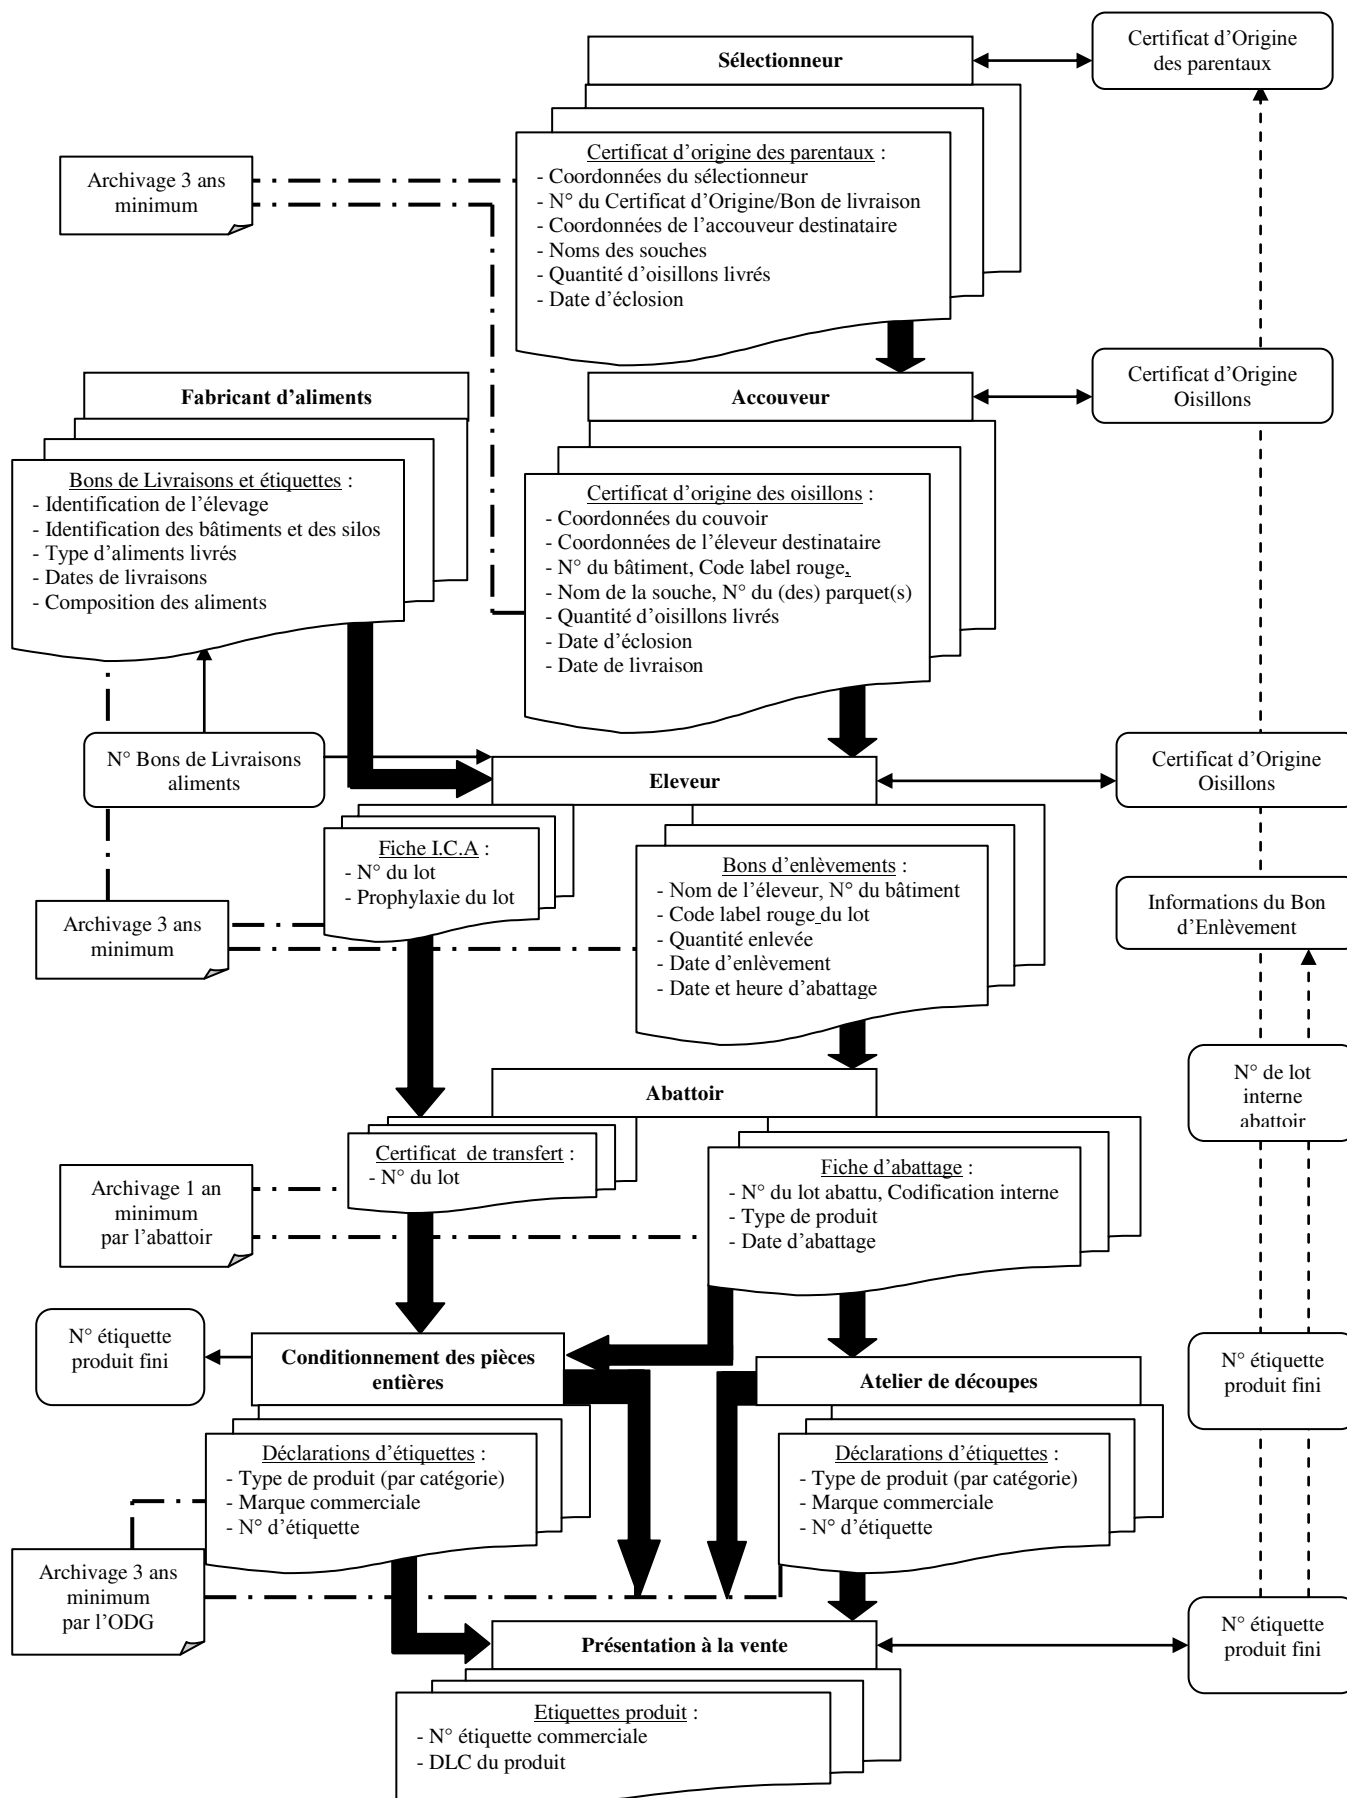 Sélectionneur
Certificat d’Origine
des parentaux
Certificat d’origine des parentaux :
- Coordonnées du sélectionneur
- N° du Certificat d’Origine/Bon de livraison
- Coordonnées de l’accouveur destinataire
- Noms des souches
- Quantité d’oisillons livrés
- Date d’éclosion
Archivage 3 ans
minimum
Fabricant d’aliments
Accouveur
Certificat d’Origine
Oisillons
Bons de Livraisons et étiquettes :
- Identification de l’élevage
- Identification des bâtiments et des silos
- Type d’aliments livrés
- Dates de livraisons
- Composition des aliments
Certificat d’origine des oisillons :
- Coordonnées du couvoir
- Coordonnées de l’éleveur destinataire
- N° du bâtiment, Code label rouge,
- Nom de la souche, N° du (des) parquet(s)
- Quantité d’oisillons livrés
- Date d’éclosion
- Date de livraison
N° Bons de Livraisons
aliments
Eleveur
Certificat d’Origine
Oisillons
Fiche I.C.A :
- N° du lot
- Prophylaxie du lot
Bons d’enlèvements :
- Nom de l’éleveur, N° du bâtiment
- Code label rouge du lot
- Quantité enlevée
- Date d’enlèvement
- Date et heure d’abattage
Archivage 3 ans
minimum
Informations du Bon
d’Enlèvement
Abattoir
N° de lot
interne
abattoir
Certificat de transfert :
- N° du lot
Fiche d’abattage :
- N° du lot abattu, Codification interne
- Type de produit
- Date d’abattage
Archivage 1 an
minimum
par l’abattoir
N° étiquette
produit fini
Conditionnement des pièces
entières
Atelier de découpes
N° étiquette
produit fini
Déclarations d’étiquettes :
- Type de produit (par catégorie)
- Marque commerciale
- N° d’étiquette
Déclarations d’étiquettes :
- Type de produit (par catégorie)
- Marque commerciale
- N° d’étiquette
Archivage 3 ans
minimum
par l’ODG
Présentation à la vente
N° étiquette
produit fini
Etiquettes produit :
- N° étiquette commerciale
- DLC du produit